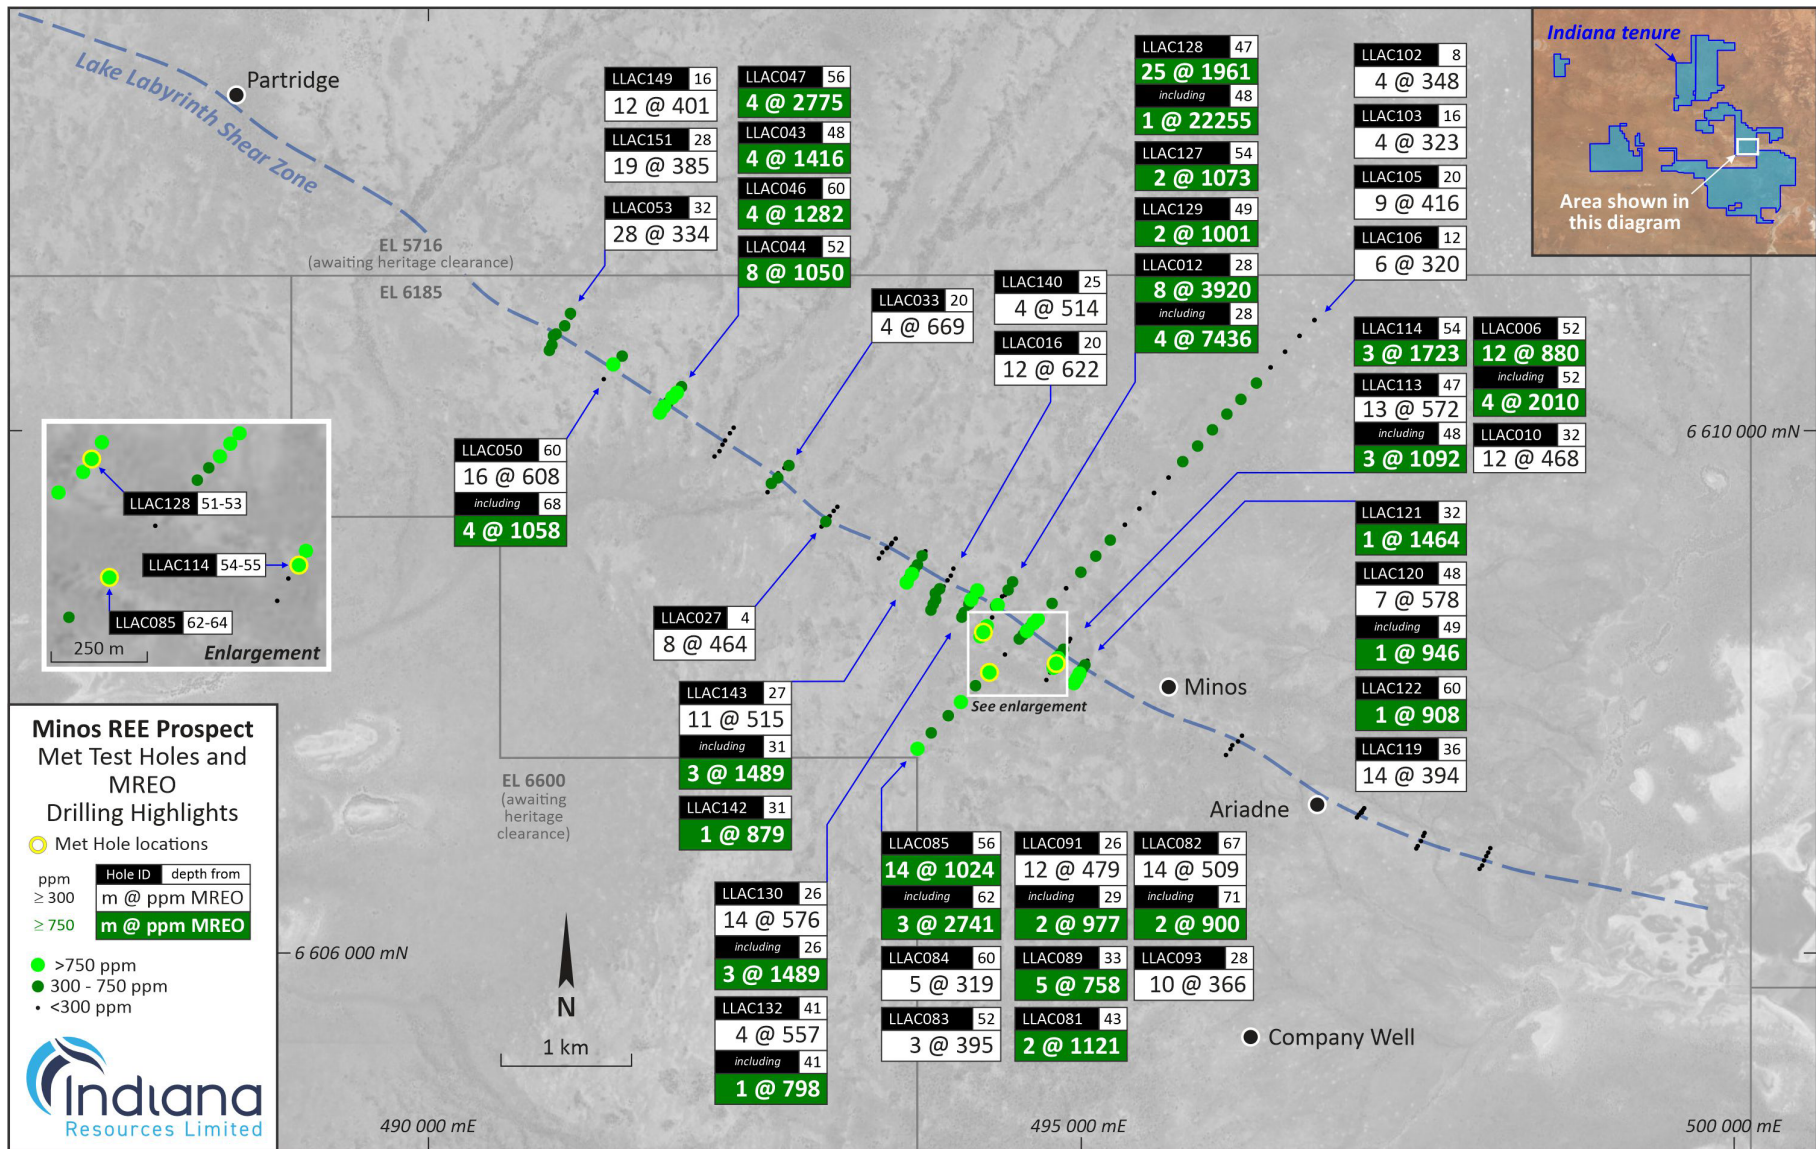 Partridge
Lake Labyrinth Shear Zone
EL 5716
(awaiting heritage clearance)
EL 6185
LLAC149 16
12 @ 401
LLAC151 28
19 @ 385
LLAC053 32
28 @ 334
LLAC047 56
4 @ 2775
LLAC043 48
4 @ 1416
LLAC046 60
4 @ 1282
LLAC044 52
8 @ 1050
LLAC033 20
4 @ 669
LLAC140 25
4 @ 514
LLAC016 20
12 @ 622
LLAC128 47
25 @ 1961
including 48
1 @ 22255
LLAC127 54
2 @ 1073
LLAC129 49
2 @ 1001
LLAC012 28
8 @ 3920
including 28
4 @ 7436
LLAC102 8
4 @ 348
LLAC103 16
4 @ 323
LLAC105 20
9 @ 416
LLAC106 12
6 @ 320
Indiana tenure
Area shown in
this diagram
LLAC114 54
3 @ 1723
LLAC113 47
13 @ 572
including 48
3 @ 1092
LLAC006 52
12 @ 880
including 52
4 @ 2010
LLAC010 32
12 @ 468
6 610 000 mN
LLAC121 32
1 @ 1464
LLAC120 48
7 @ 578
including 49
1 @ 946
LLAC122 60
1 @ 908
LLAC119 36
14 @ 394
LLAC050 60
16 @ 608
including 68
4 @ 1058
LLAC128 51-53
LLAC114 54-55
LLAC085 62-64
250 m
Enlargement
LLAC027 4
8 @ 464
LLAC143 27
11 @ 515
including 31
3 @ 1489
LLAC142 31
1 @ 879
See enlargement
Minos
Ariadne
EL 6600
(awaiting
heritage
clearance)
LLAC130 26
14 @ 576
including 26
3 @ 1489
LLAC132 41
4 @ 557
including 41
1 @ 798
LLAC085 56
14 @ 1024
including 62
3 @ 2741
LLAC084 60
5 @ 319
LLAC083 52
3 @ 395
LLAC091 26
12 @ 479
including 29
2 @ 977
LLAC089 33
5 @ 758
LLAC081 43
2 @ 1121
LLAC082 67
14 @ 509
including 71
2 @ 900
LLAC093 28
10 @ 366
Company Well
Minos REE Prospect
Met Test Holes and
MREO
Drilling Highlights
Met Hole locations
ppm
Hole ID depth from
≥ 300 m @ ppm MREO
≥ 750 m @ ppm MREO
>750 ppm
300 - 750 ppm
<300 ppm
Indiana
Resources Limited
6 606 000 mN
N
1 km
490 000 mE
495 000 mE
500 000 mE